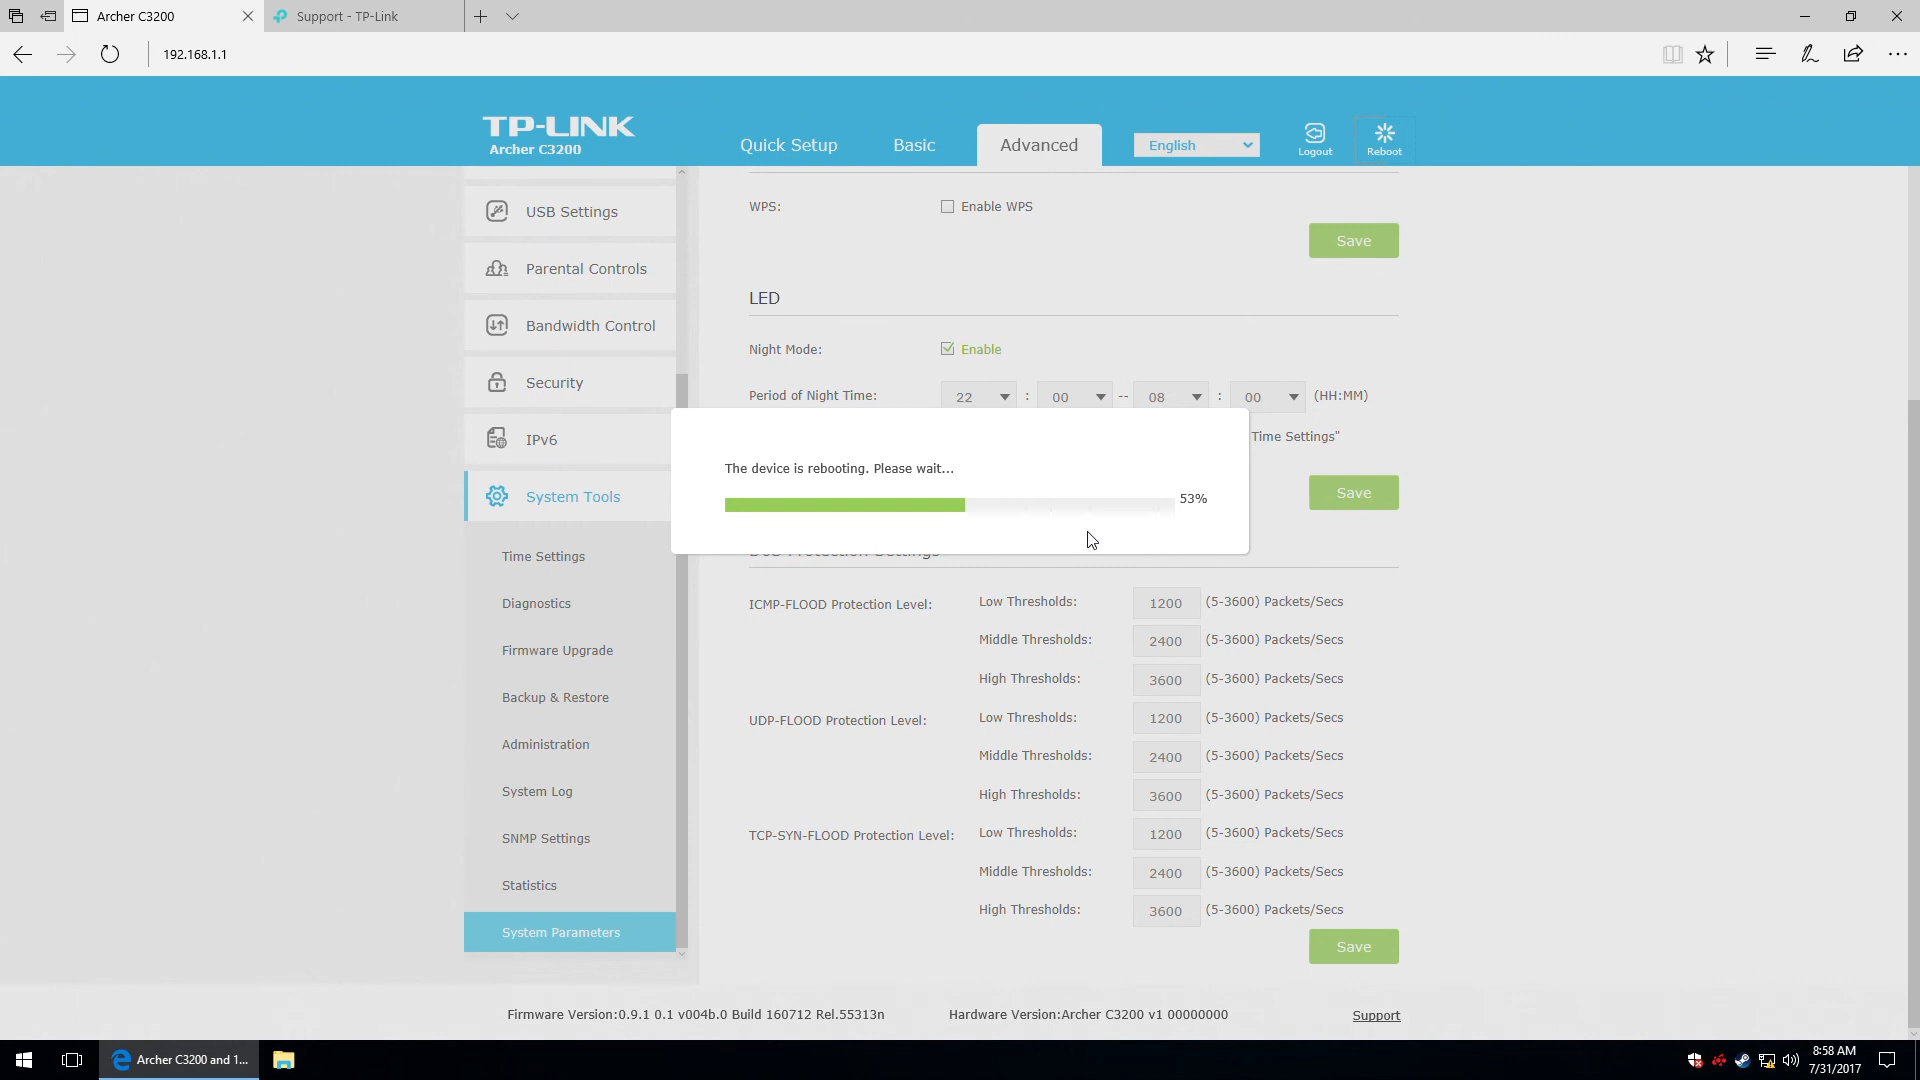 Archer C3200
Support - TP-Link
192.168.1.1
TP-LINK
Archer C3200
Quick Setup
Basic
Advanced
English
Logout
Reboot
USB Settings
Parental Controls
Bandwidth Control
Security
IPv6
System Tools
Time Settings
Diagnostics
Firmware Upgrade
Backup & Restore
Administration
System Log
SNMP Settings
Statistics
System Parameters
WPS: Enable WPS
Save
LED
Night Mode: Enable
Period of Night Time: 22 : 00 -- 08 : 00 (HH:MM)
Time Settings"
The device is rebooting. Please wait...
53%
Save
ICMP-FLOOD Protection Level: Low Thresholds: 1200 (5-3600) Packets/Secs
Middle Thresholds: 2400 (5-3600) Packets/Secs
High Thresholds: 3600 (5-3600) Packets/Secs
UDP-FLOOD Protection Level: Low Thresholds: 1200 (5-3600) Packets/Secs
Middle Thresholds: 2400 (5-3600) Packets/Secs
High Thresholds: 3600 (5-3600) Packets/Secs
TCP-SYN-FLOOD Protection Level: Low Thresholds: 1200 (5-3600) Packets/Secs
Middle Thresholds: 2400 (5-3600) Packets/Secs
High Thresholds: 3600 (5-3600) Packets/Secs
Save
Firmware Version:0.9.1 0.1 v004b.0 Build 160712 Rel.55313n
Hardware Version:Archer C3200 v1 00000000
Support
Archer C3200 and 1...
8:58 AM
7/31/2017